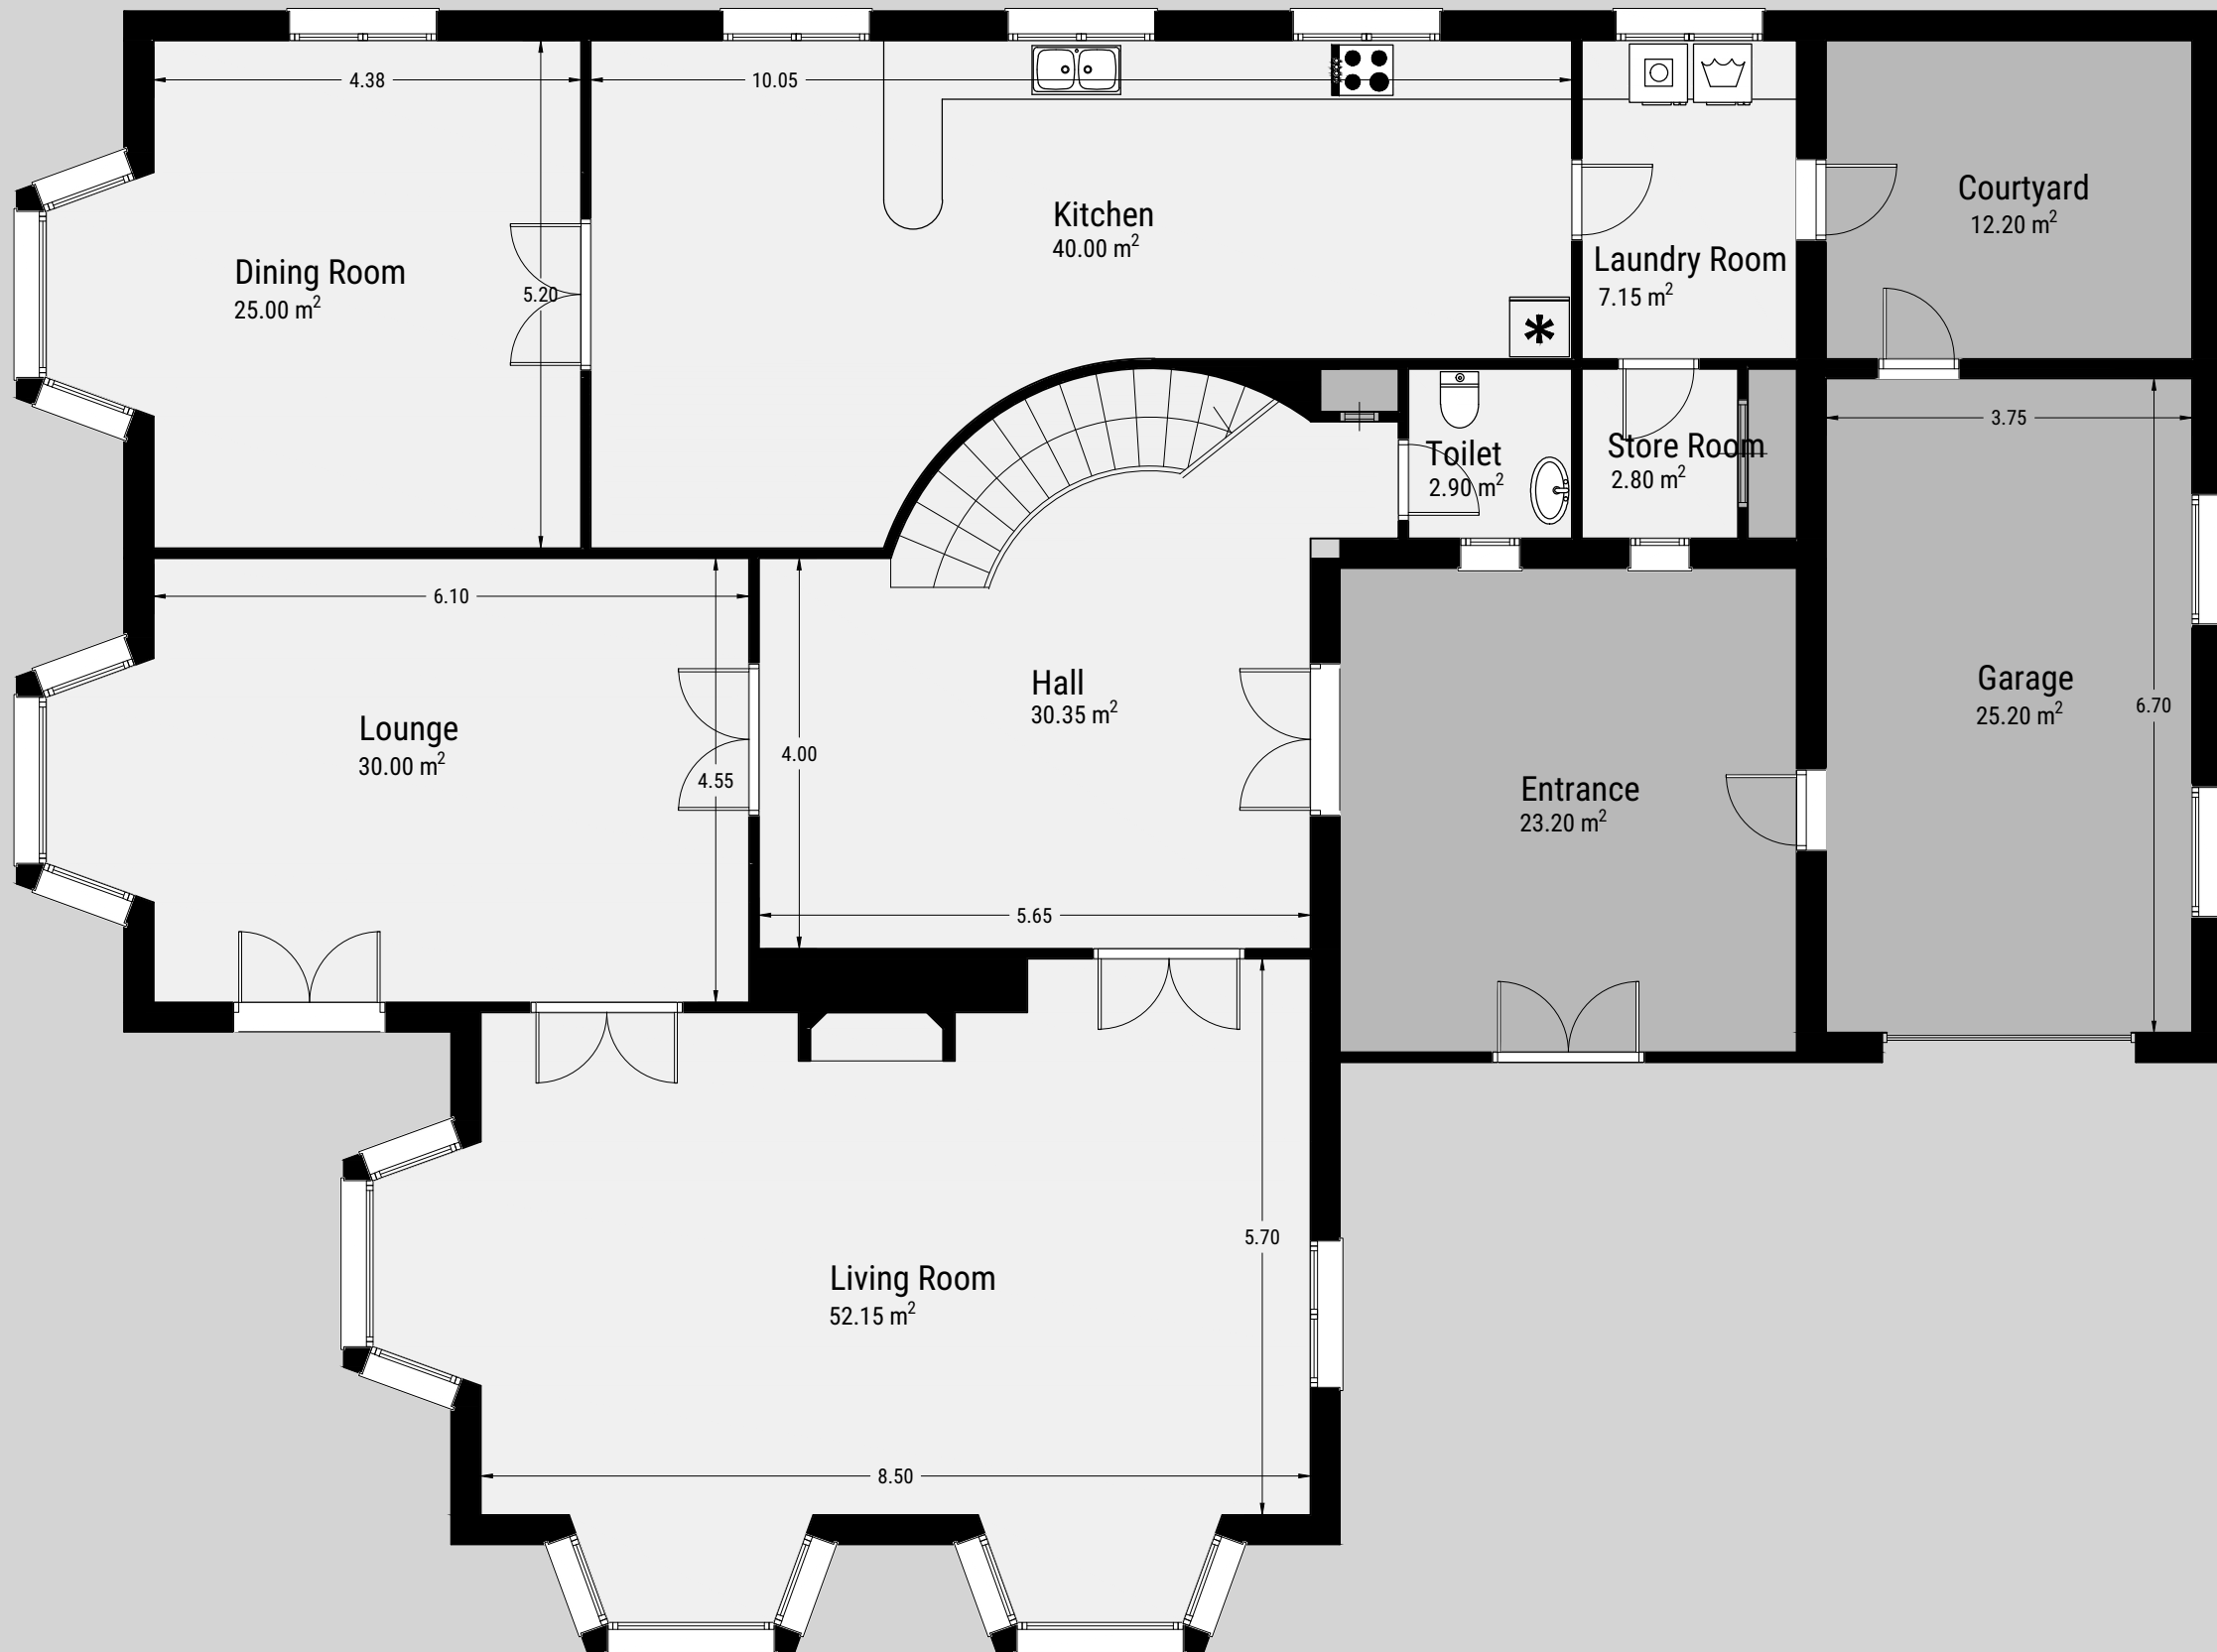 4.38
10.05
Kitchen
40.00 m²
Courtyard
12.20 m²
Dining Room
25.00 m²
5.20
Laundry Room
7.15 m²
*
3.75
Toilet
2.90 m²
Store Room
2.80 m²
6.10
Hall
30.35 m²
Garage
25.20 m²
6.70
Lounge
30.00 m²
4.55
4.00
Entrance
23.20 m²
5.65
5.70
Living Room
52.15 m²
8.50